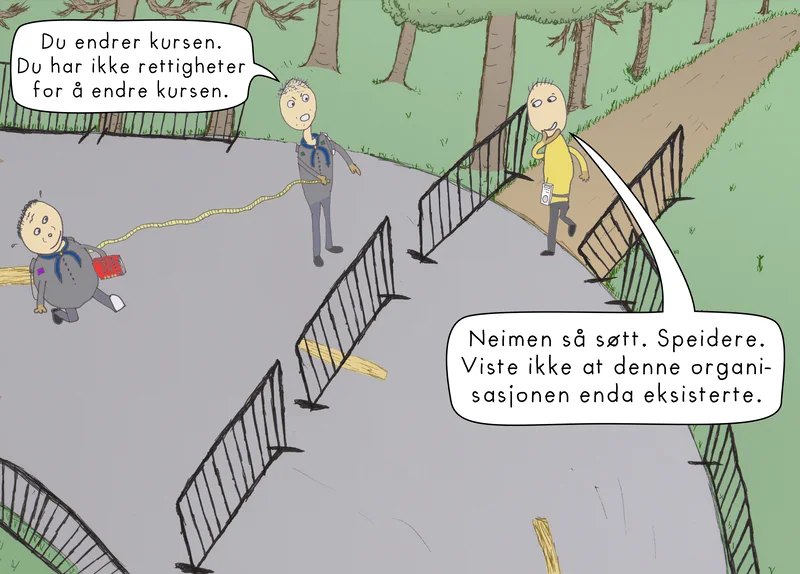 Du endrer kursen.
Du har ikke rettigheter
for å endre kursen.
Neimen så søtt. Speidere.
Viste ikke at denne organi-
sasjonen enda eksisterte.